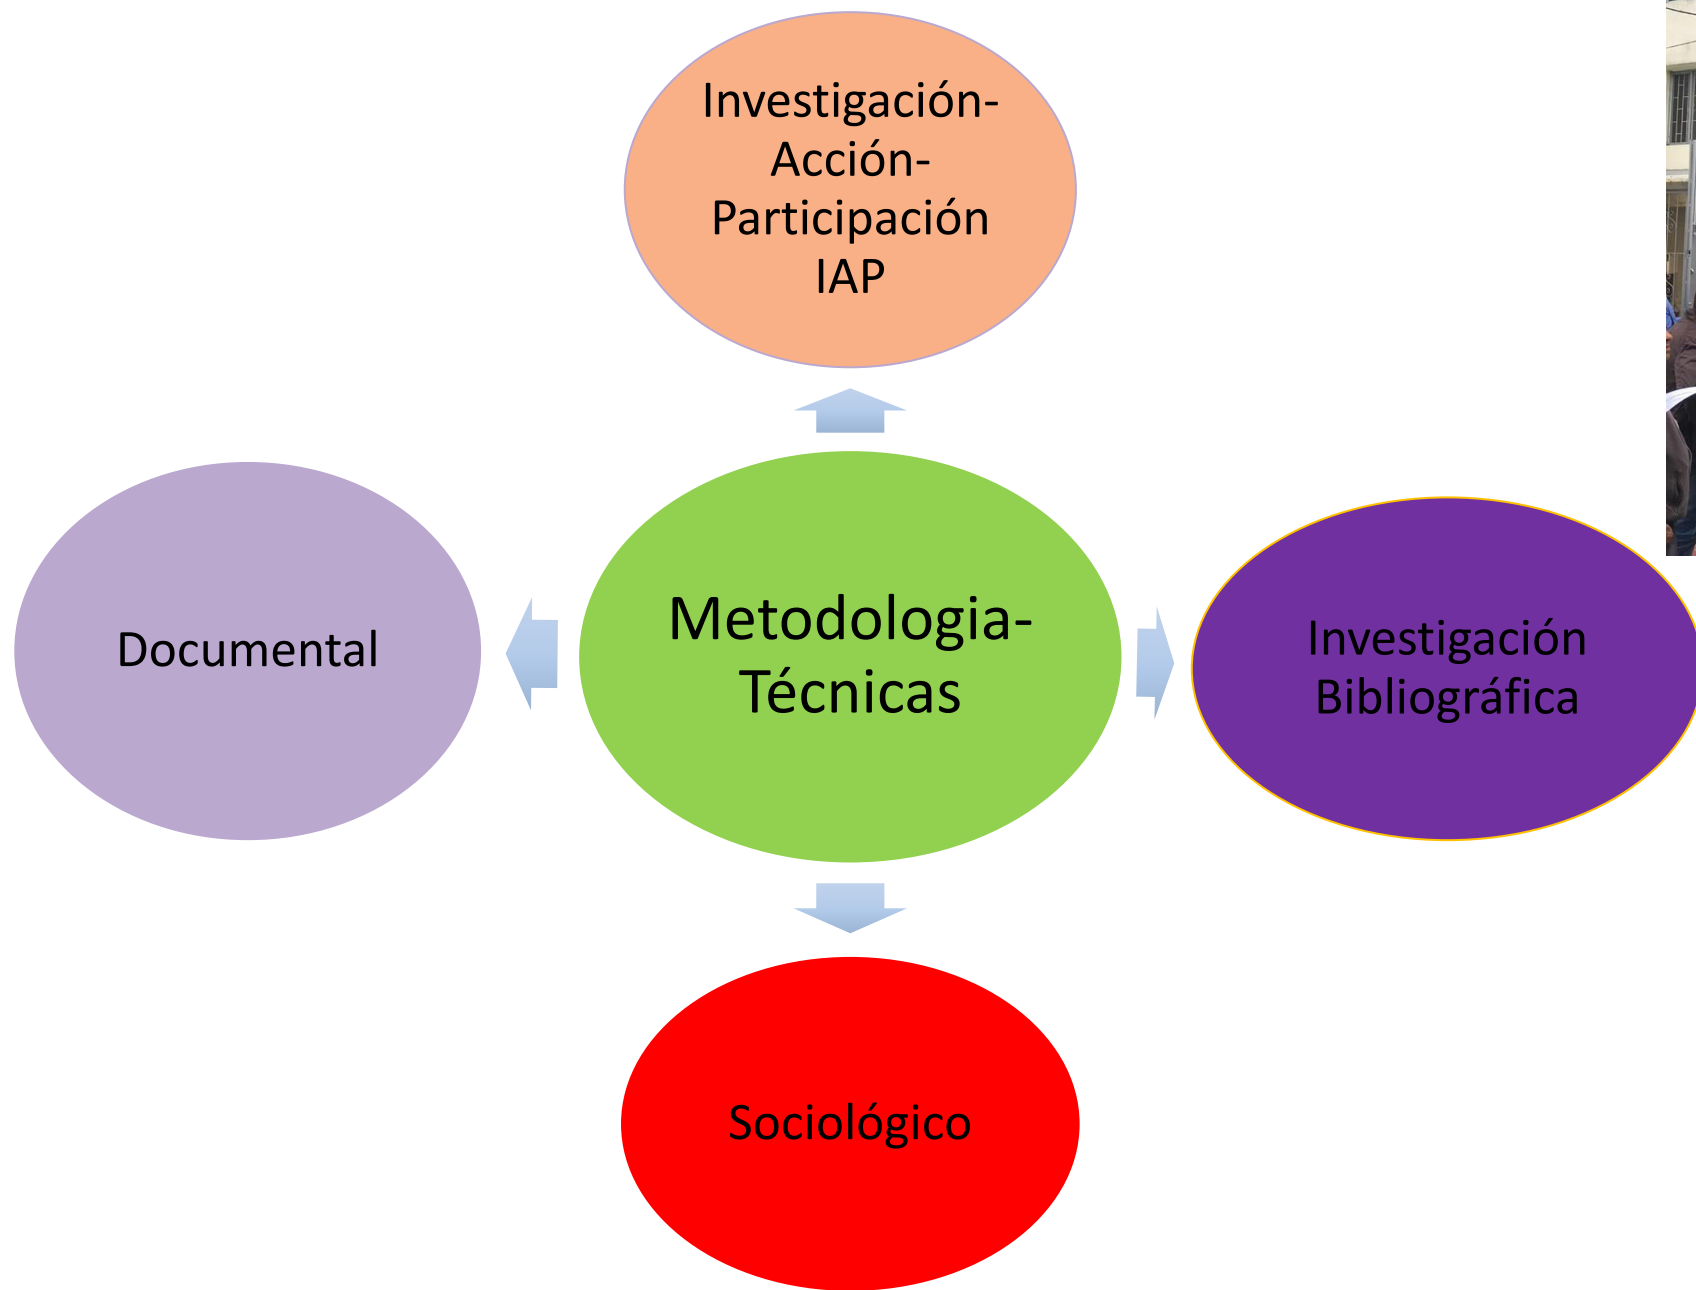 Investigación-
Acción-
Participación
IAP
Documental
Metodologia-
Técnicas
Investigación
Bibliográfica
Sociológico